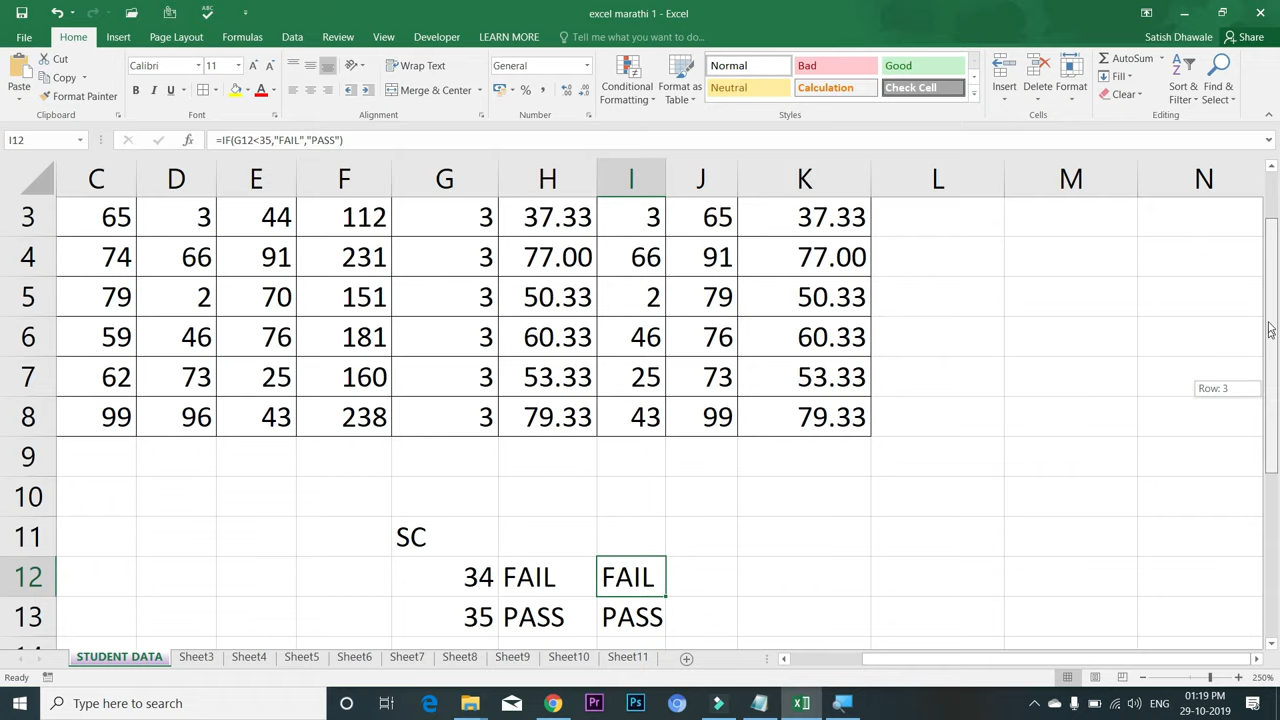 excel marathi 1 - Excel
File Home Insert Page Layout Formulas Data Review View Developer LEARN MORE Tell me what you want to do... Satish Dhawale Share
Paste Cut Copy Format Painter Clipboard
Calibri 11 B I U A Font
Wrap Text Merge & Center Alignment
General % , Number
Conditional Formatting Format as Table
Normal Bad Good
Neutral Calculation Check Cell
Styles
Insert Delete Format Cells
AutoSum Fill Clear Sort & Filter Find & Select Editing
I12 fx =IF(G12<35,"FAIL","PASS")
C D E F G H I J K L M N
3 65 3 44 112 3 37.33 3 65 37.33
4 74 66 91 231 3 77.00 66 91 77.00
5 79 2 70 151 3 50.33 2 79 50.33
6 59 46 76 181 3 60.33 46 76 60.33
7 62 73 25 160 3 53.33 25 73 53.33
Row: 3
8 99 96 43 238 3 79.33 43 99 79.33
9
10
11 SC
12 34 FAIL FAIL
13 35 PASS PASS
STUDENT DATA Sheet3 Sheet4 Sheet5 Sheet6 Sheet7 Sheet8 Sheet9 Sheet10 Sheet11
Ready 250%
Type here to search 01:19 PM
29-10-2019